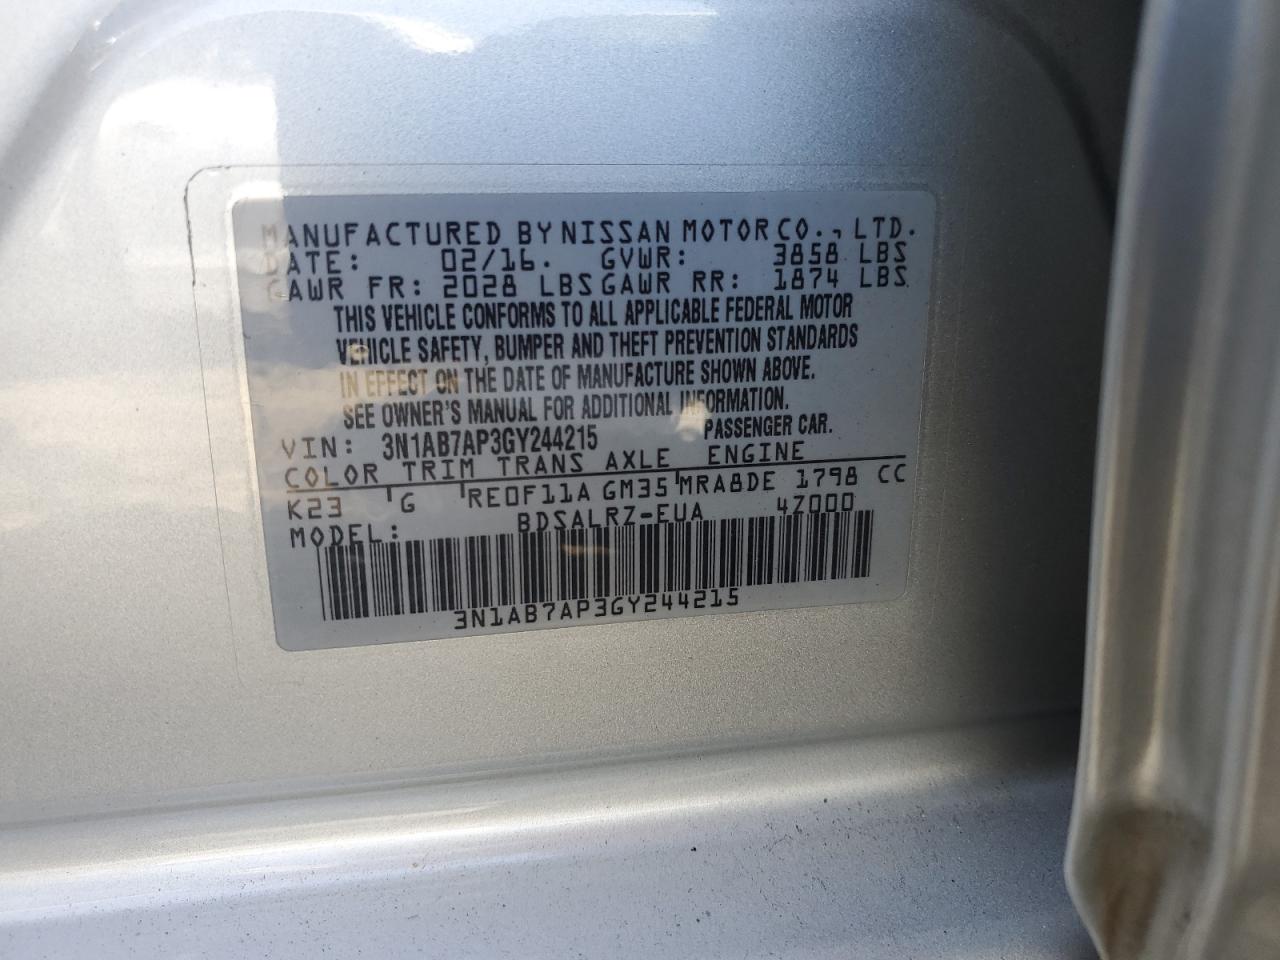 MANUFACTURED BY NISSAN MOTOR CO., LTD.
DATE: 02/16. GVWR: 3858 LBS
GAWR FR: 2028 LBS GAWR RR: 1874 LBS
THIS VEHICLE CONFORMS TO ALL APPLICABLE FEDERAL MOTOR
VEHICLE SAFETY, BUMPER AND THEFT PREVENTION STANDARDS
IN EFFECT ON THE DATE OF MANUFACTURE SHOWN ABOVE.
SEE OWNER'S MANUAL FOR ADDITIONAL INFORMATION.
VIN: 3N1AB7AP3GY244215 PASSENGER CAR.
COLOR TRIM TRANS AXLE ENGINE
K23 G RE0F11A GM35 MRA8DE 1798 CC
MODEL: BDSALRZ-EUA 4Z000
3N1AB7AP3GY244215